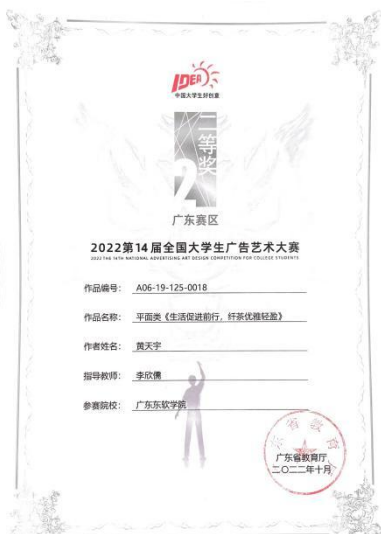 IDEA
中国大学生好创意
二等奖
2
广东赛区
2022第14届全国大学生广告艺术大赛
2022 THE 14TH NATIONAL ADVERTISING ART DESIGN COMPETITION FOR COLLEGE STUDENTS
作品编号： A06-19-125-0018
作品名称： 平面类《生活促进前行，纤茶优雅轻盈》
作者姓名： 黄天宇
指导教师： 李欣儒
参赛院校： 广东东软学院
广东省教育厅
二〇二二年十月